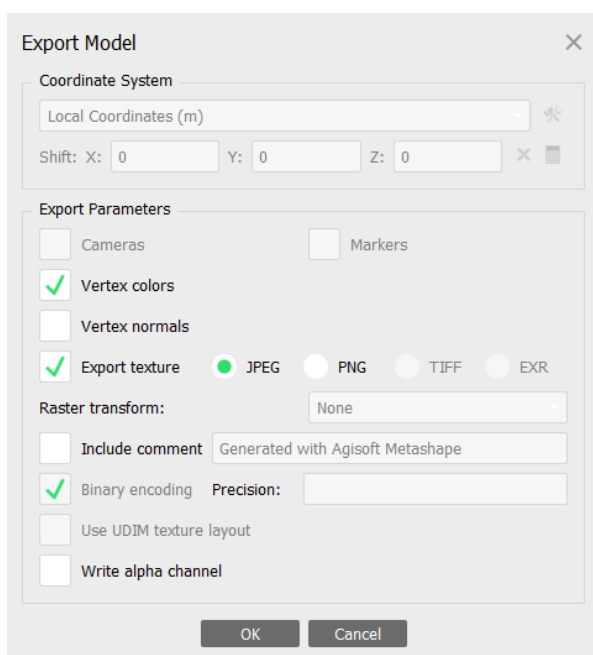 Export Model
Coordinate System
Local Coordinates (m)
Shift: X: 0 Y: 0 Z: 0
Export Parameters
Cameras Markers
Vertex colors
Vertex normals
Export texture JPEG PNG TIFF EXR
Raster transform: None
Include comment Generated with Agisoft Metashape
Binary encoding Precision:
Use UDIM texture layout
Write alpha channel
OK Cancel